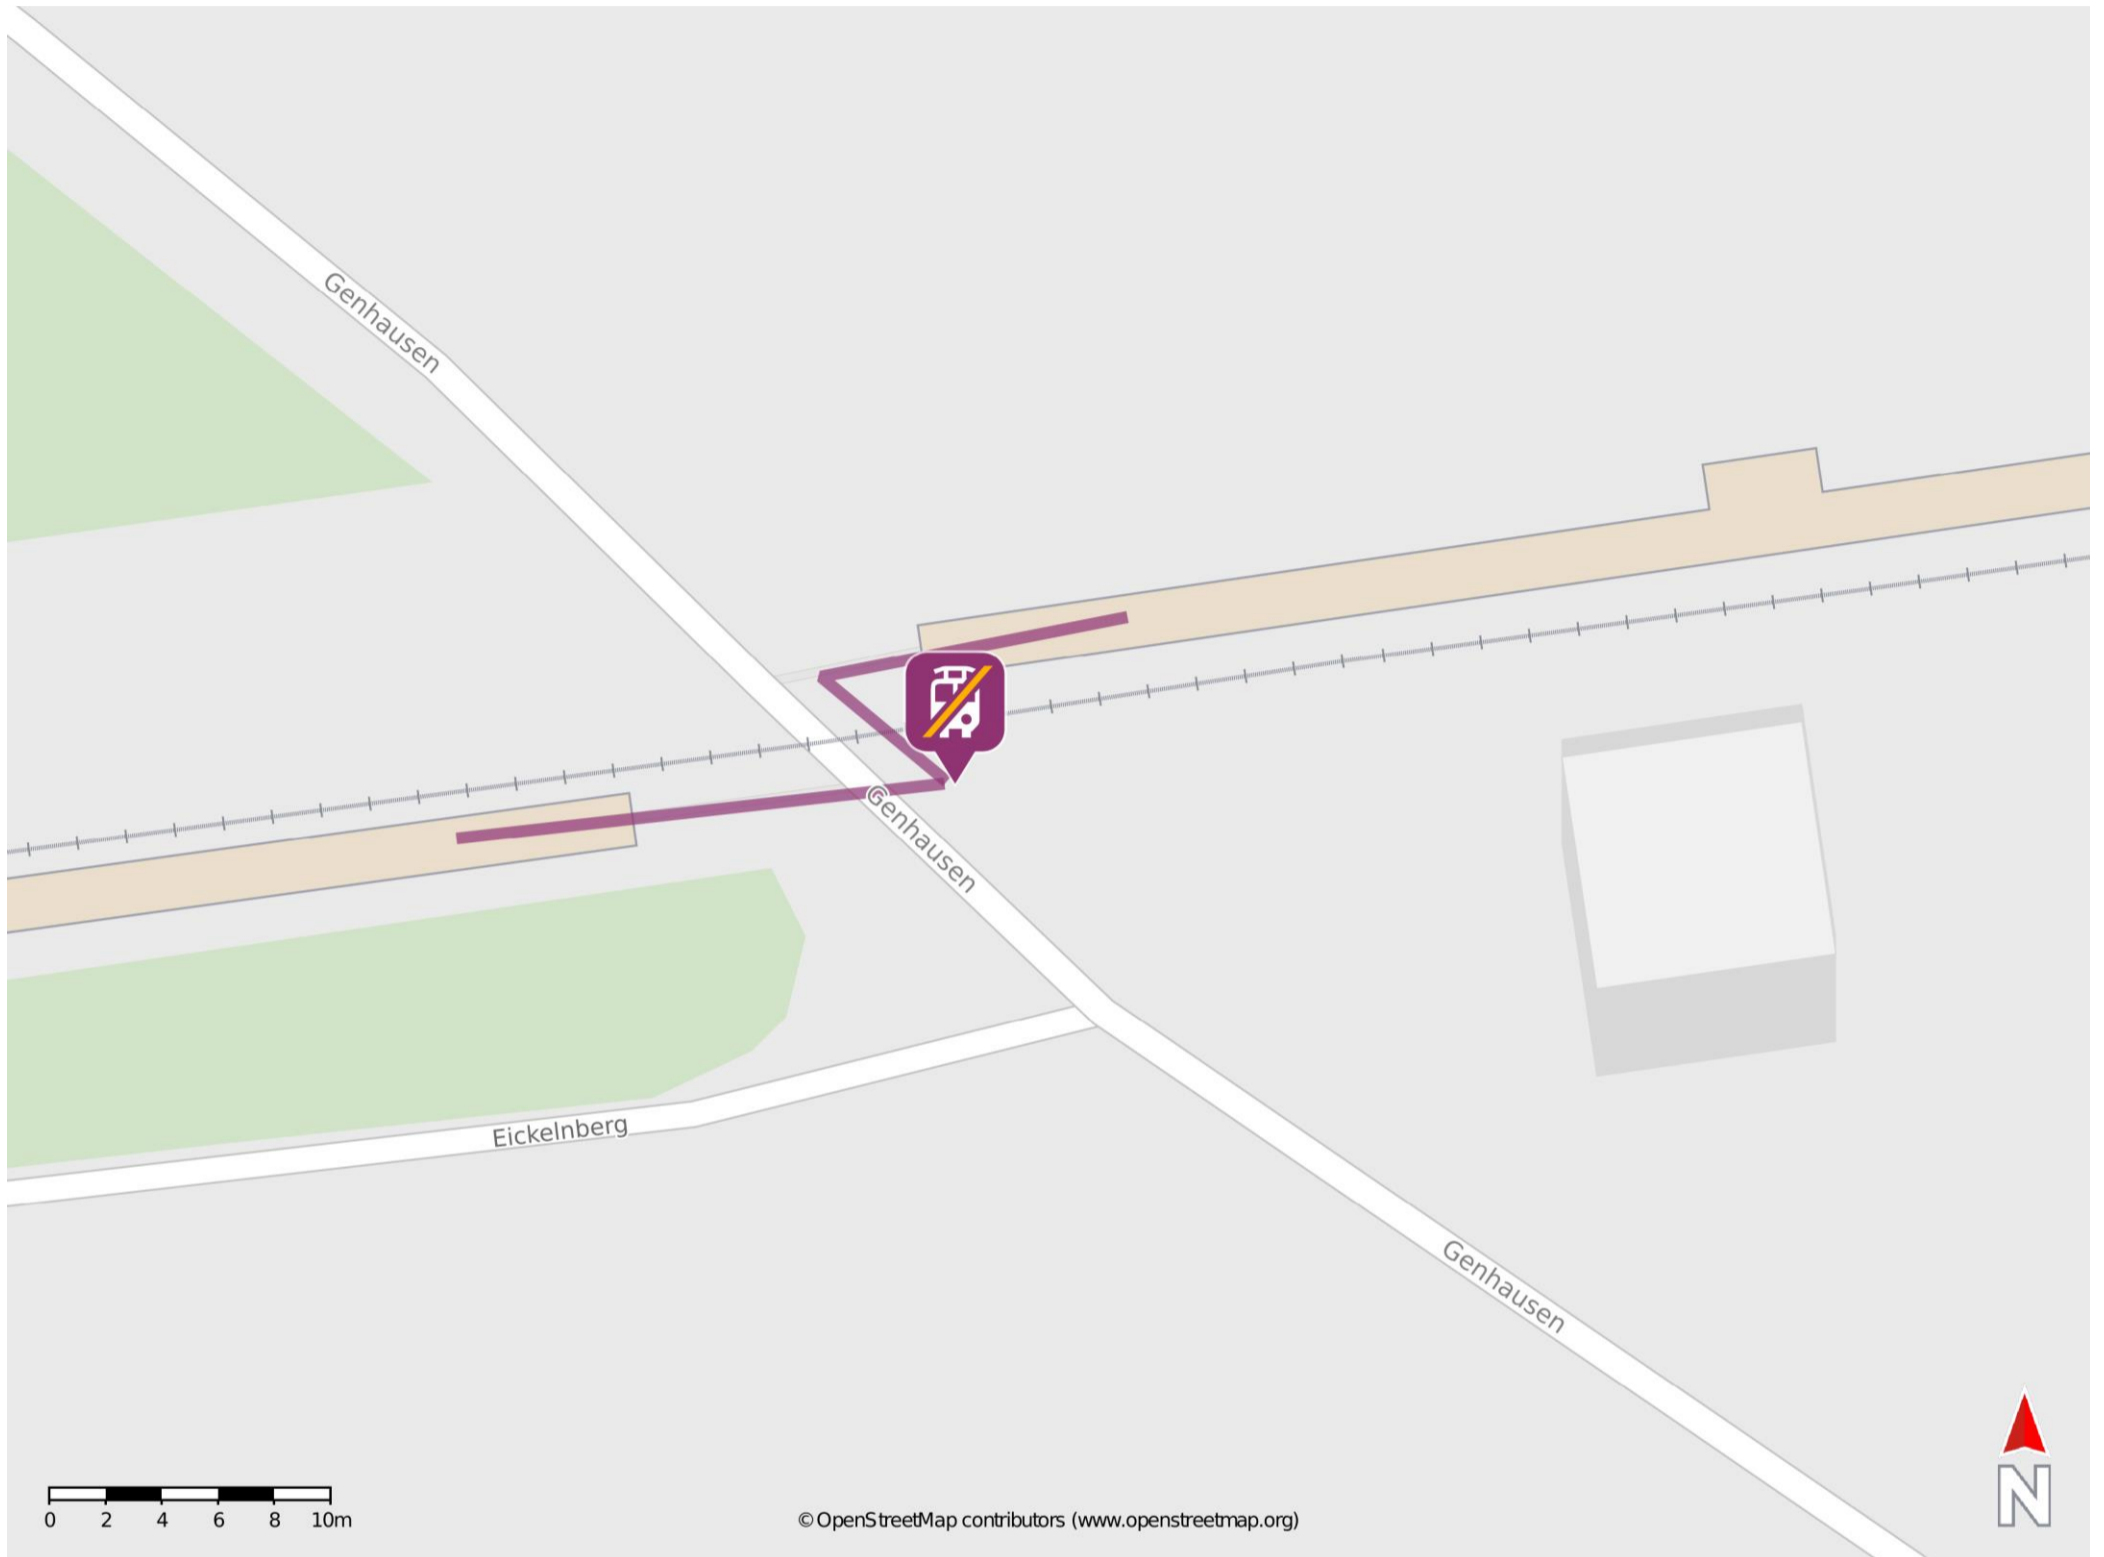 Genhausen
Genhausen
Eickelnberg
Genhausen
0 2 4 6 8 10m
© OpenStreetMap contributors (www.openstreetmap.org)
N